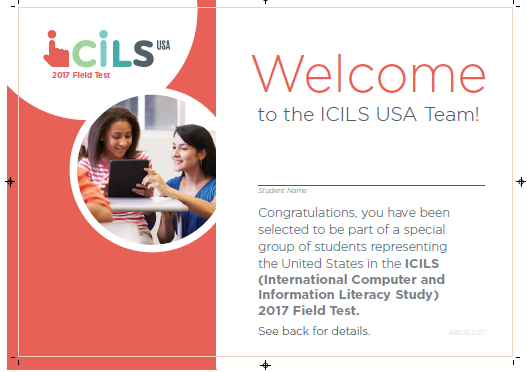 iCILS USA
2017 Field Test
Welcome
to the ICILS USA Team!
Student Name
Congratulations, you have been
selected to be part of a special
group of students representing
the United States in the ICILS
(International Computer and
Information Literacy Study)
2017 Field Test.
See back for details.